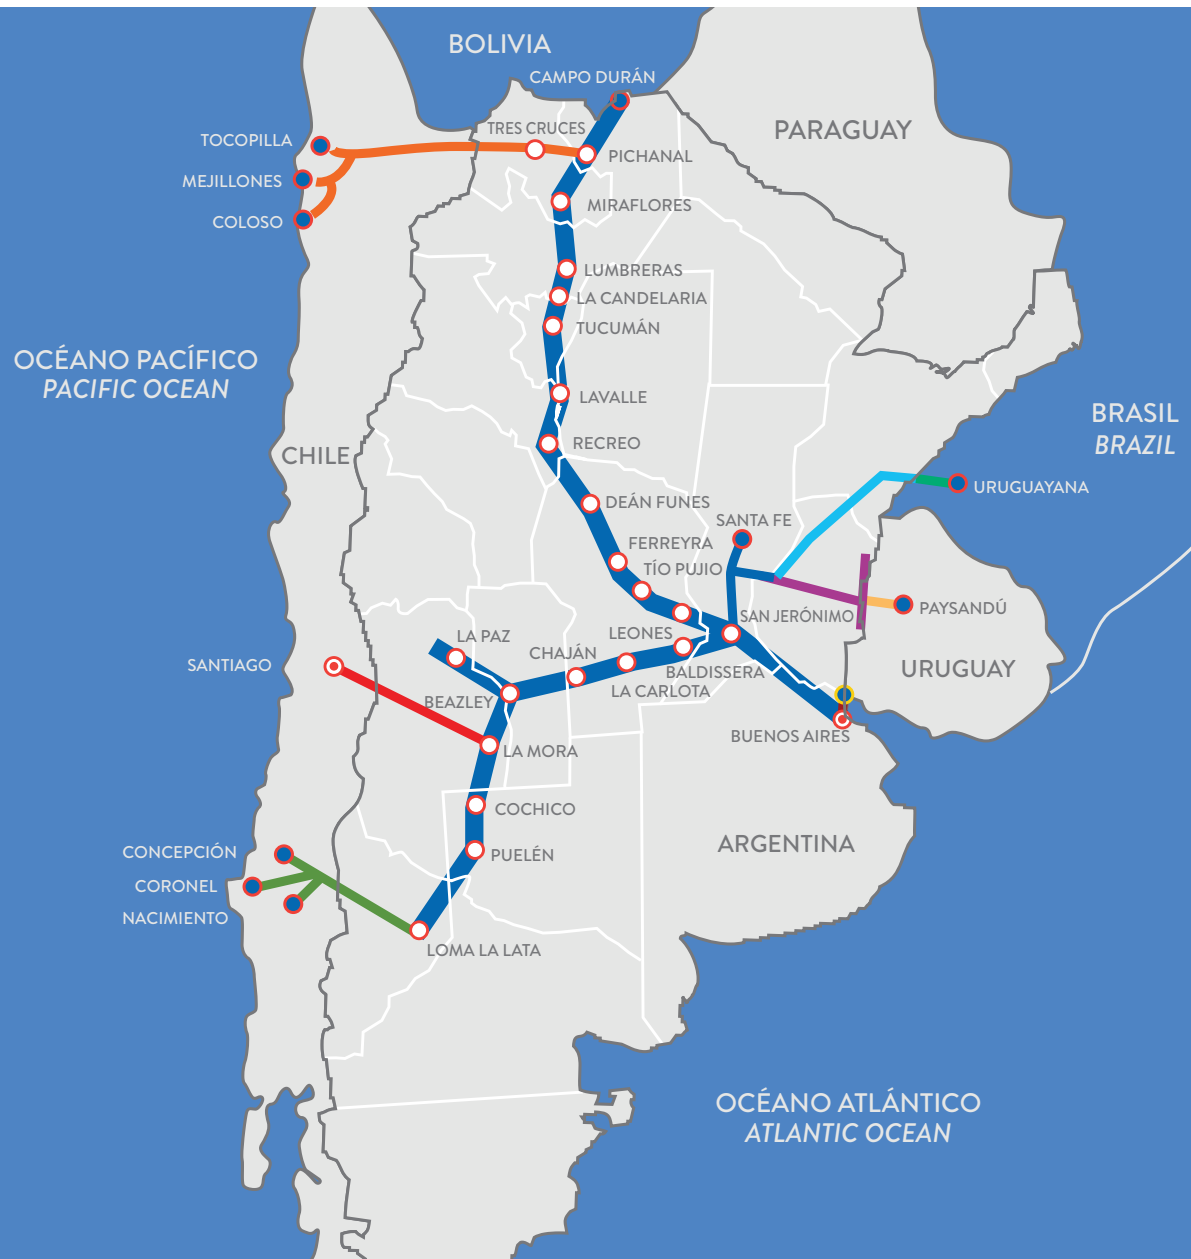 BOLIVIA
CAMPO DURÁN
TRES CRUCES
PARAGUAY
TOCOPILLA
PICHANAL
MEJILLONES
MIRAFLORES
COLOSO
LUMBRERAS
LA CANDELARIA
TUCUMÁN
OCÉANO PACÍFICO
PACIFIC OCEAN
LAVALLE
BRASIL
BRAZIL
RECREO
CHILE
URUGUAYANA
DEÁN FUNES
SANTA FE
FERREYRA
TÍO PUJIO
PAYSANDÚ
SAN JERÓNIMO
LEONES
LA PAZ
CHAJÁN
SANTIAGO
URUGUAY
BALDISSERA
LA CARLOTA
BEAZLEY
BUENOS AIRES
LA MORA
COCHICO
ARGENTINA
CONCEPCIÓN
PUELÉN
CORONEL
NACIMIENTO
LOMA LA LATA
OCÉANO ATLÁNTICO
ATLANTIC OCEAN